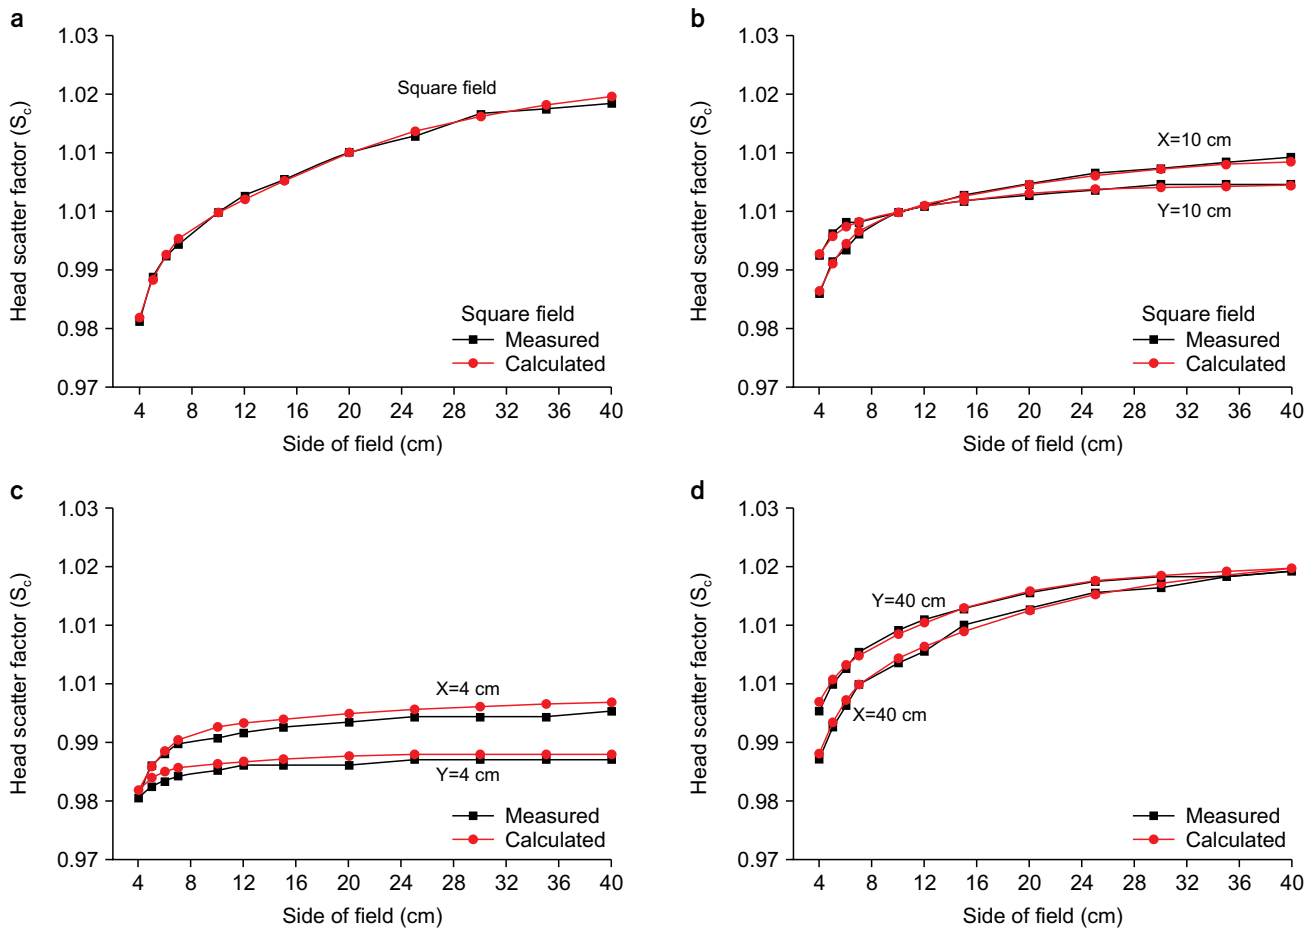 a
1.03
1.02
1.01
1.01
0.99
0.98
0.97
Head scatter factor (Sc)
Square field
Square field
Measured
Calculated
4 8 12 16 20 24 28 32 36 40
Side of field (cm)
b
1.03
1.02
1.01
1.01
0.99
0.98
0.97
Head scatter factor (Sc)
X=10 cm
Y=10 cm
Square field
Measured
Calculated
4 8 12 16 20 24 28 32 36 40
Side of field (cm)
c
1.03
1.02
1.01
1.01
0.99
0.98
0.97
Head scatter factor (Sc)
X=4 cm
Y=4 cm
Measured
Calculated
4 8 12 16 20 24 28 32 36 40
Side of field (cm)
d
1.03
1.02
1.01
1.01
0.99
0.98
0.97
Head scatter factor (Sc)
Y=40 cm
X=40 cm
Measured
Calculated
4 8 12 16 20 24 28 32 36 40
Side of field (cm)